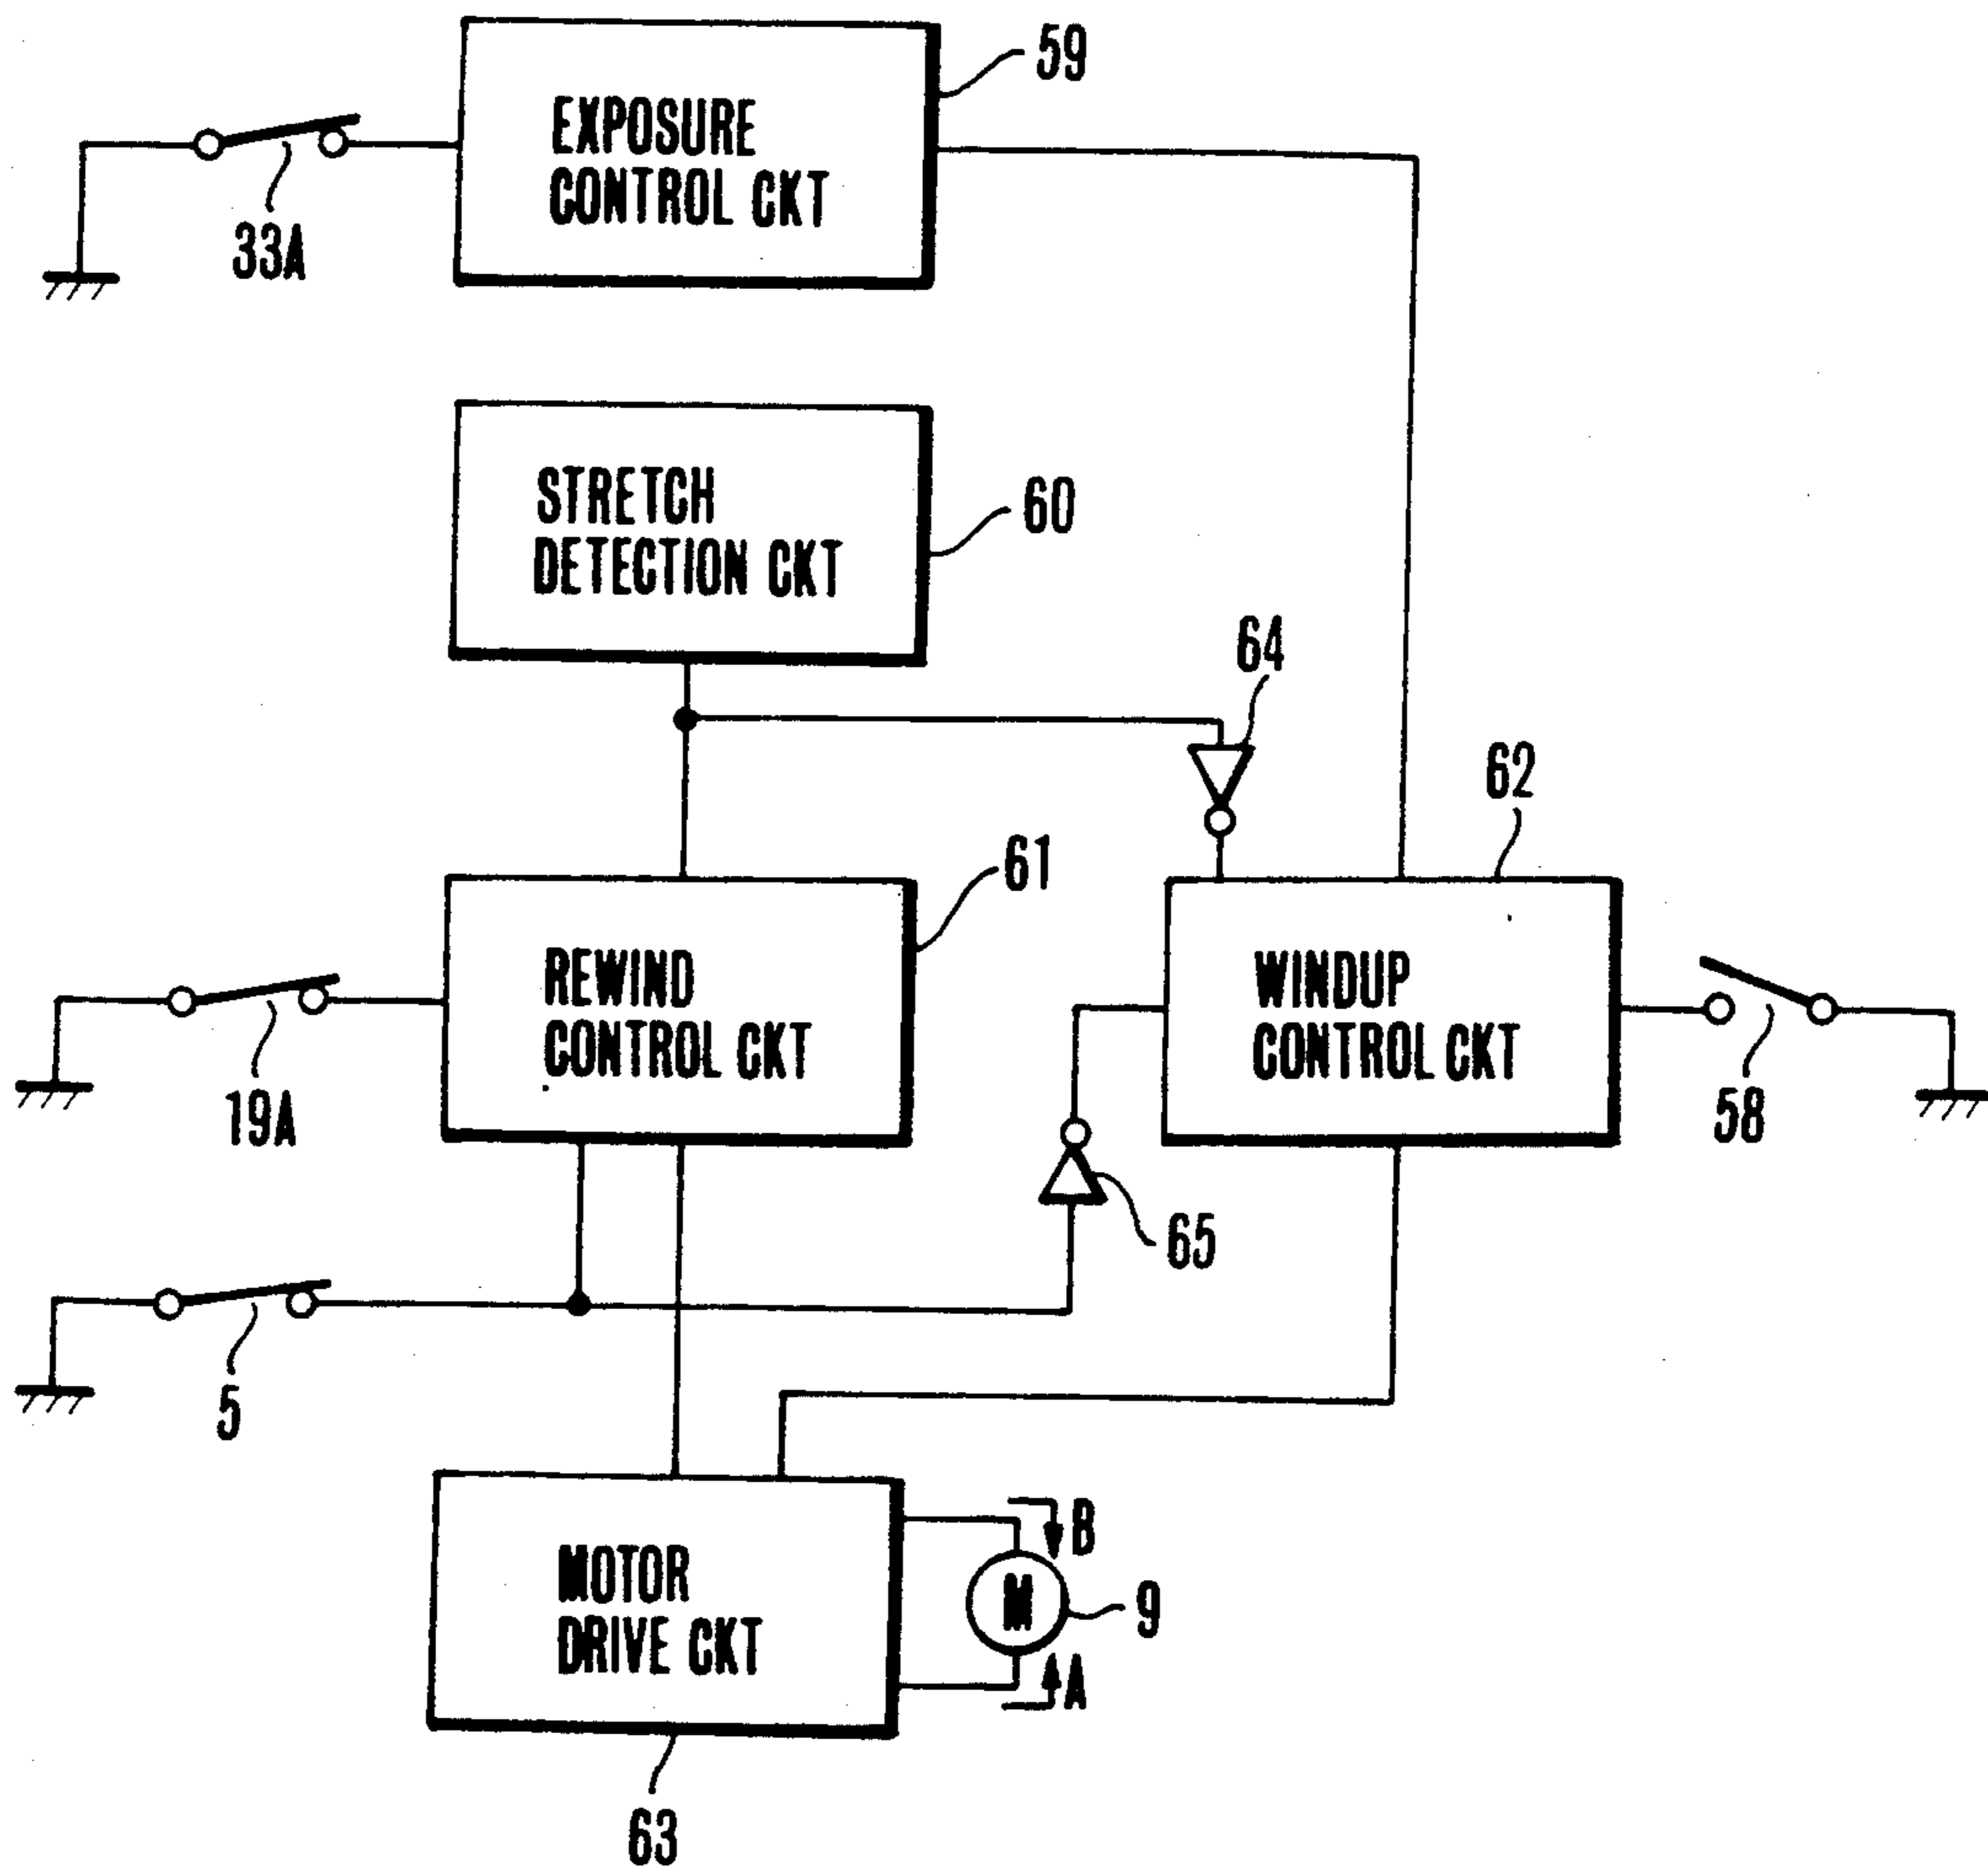 59
EXPOSURE
CONTROL CKT
33A
STRETCH
DETECTION CKT
60
64
62
61
REWIND
CONTROL CKT
WINDUP
CONTROL CKT
19A
58
65
5
B
MOTOR
DRIVE CKT
M
9
A
63